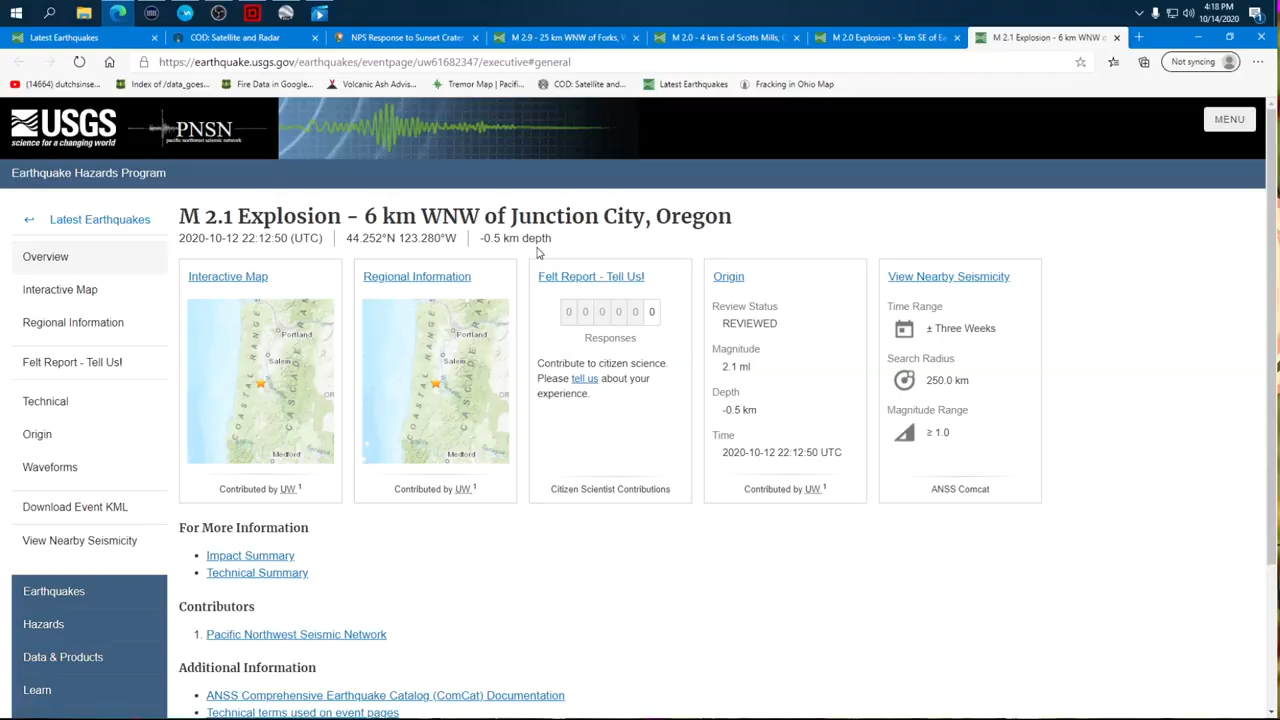 4:18 PM
10/14/2020
Latest Earthquakes
COD: Satellite and Radar
NPS Response to Sunset Crater
M 2.9 - 25 km WNW of Forks, W
M 2.0 - 4 km E of Scotts Mills, O
M 2.0 Explosion - 5 km SE of Ea
M 2.1 Explosion - 6 km WNW o
https://earthquake.usgs.gov/earthquakes/eventpage/uw61682347/executive#general
Not syncing
(14664) dutchsinse...
Index of /data_goes...
Fire Data in Google...
Volcanic Ash Advis...
Tremor Map | Pacifi...
COD: Satellite and...
Latest Earthquakes
Fracking in Ohio Map
USGS
science for a changing world
PNSN
pacific northwest seismic network
MENU
Earthquake Hazards Program
Latest Earthquakes
Overview
Interactive Map
Regional Information
Felt Report - Tell Us!
Technical
Origin
Waveforms
Download Event KML
View Nearby Seismicity
Earthquakes
Hazards
Data & Products
Learn
M 2.1 Explosion - 6 km WNW of Junction City, Oregon
2020-10-12 22:12:50 (UTC) 44.252°N 123.280°W -0.5 km depth
Interactive Map
Portland
Salem
COASTAL RANGE
CASCADE
Medford
Contributed by UW 1
Regional Information
Portland
Salem
COASTAL RANGE
CASCADE
Medford
Contributed by UW 1
Felt Report - Tell Us!
0 0 0 0 0 0
Responses
Contribute to citizen science.
Please tell us about your
experience.
Citizen Scientist Contributions
Origin
Review Status
REVIEWED
Magnitude
2.1 ml
Depth
-0.5 km
Time
2020-10-12 22:12:50 UTC
Contributed by UW 1
View Nearby Seismicity
Time Range
± Three Weeks
Search Radius
250.0 km
Magnitude Range
≥ 1.0
ANSS Comcat
For More Information
• Impact Summary
• Technical Summary
Contributors
1. Pacific Northwest Seismic Network
Additional Information
• ANSS Comprehensive Earthquake Catalog (ComCat) Documentation
• Technical terms used on event pages